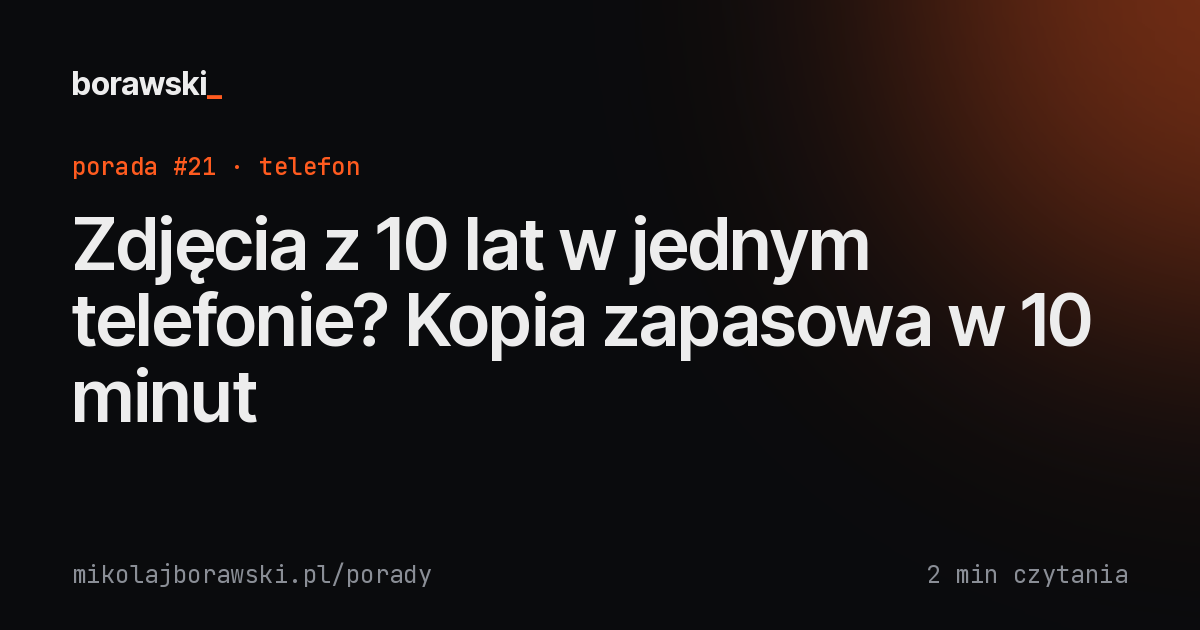 borawski_
porada #21 · telefon
Zdjęcia z 10 lat w jednym
telefonie? Kopia zapasowa w 10
minut
mikolajborawski.pl/porady
2 min czytania